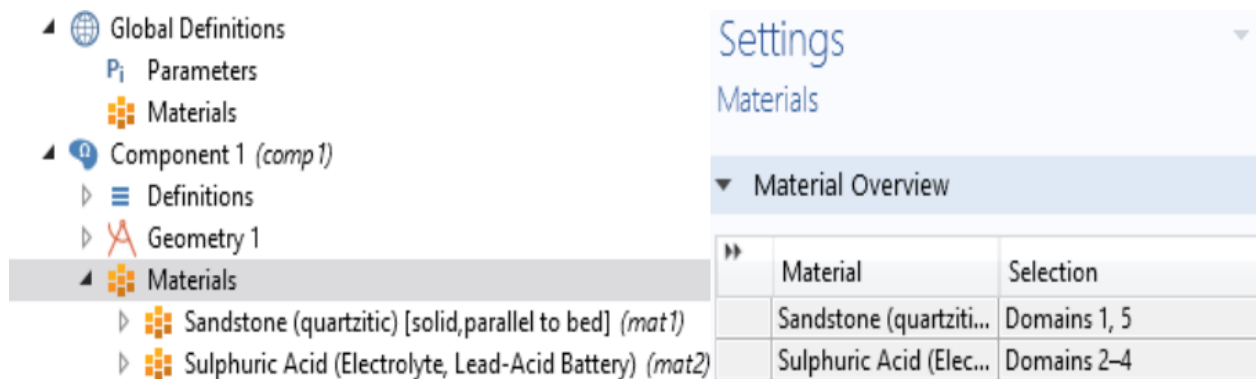 Global Definitions
Pi Parameters
Materials
Component 1 (comp1)
Definitions
Geometry 1
Materials
Sandstone (quartzitic) [solid,parallel to bed] (mat1)
Sulphuric Acid (Electrolyte, Lead-Acid Battery) (mat2)
Settings
Materials
Material Overview
Material Selection
Sandstone (quartziti... Domains 1, 5
Sulphuric Acid (Elec... Domains 2–4